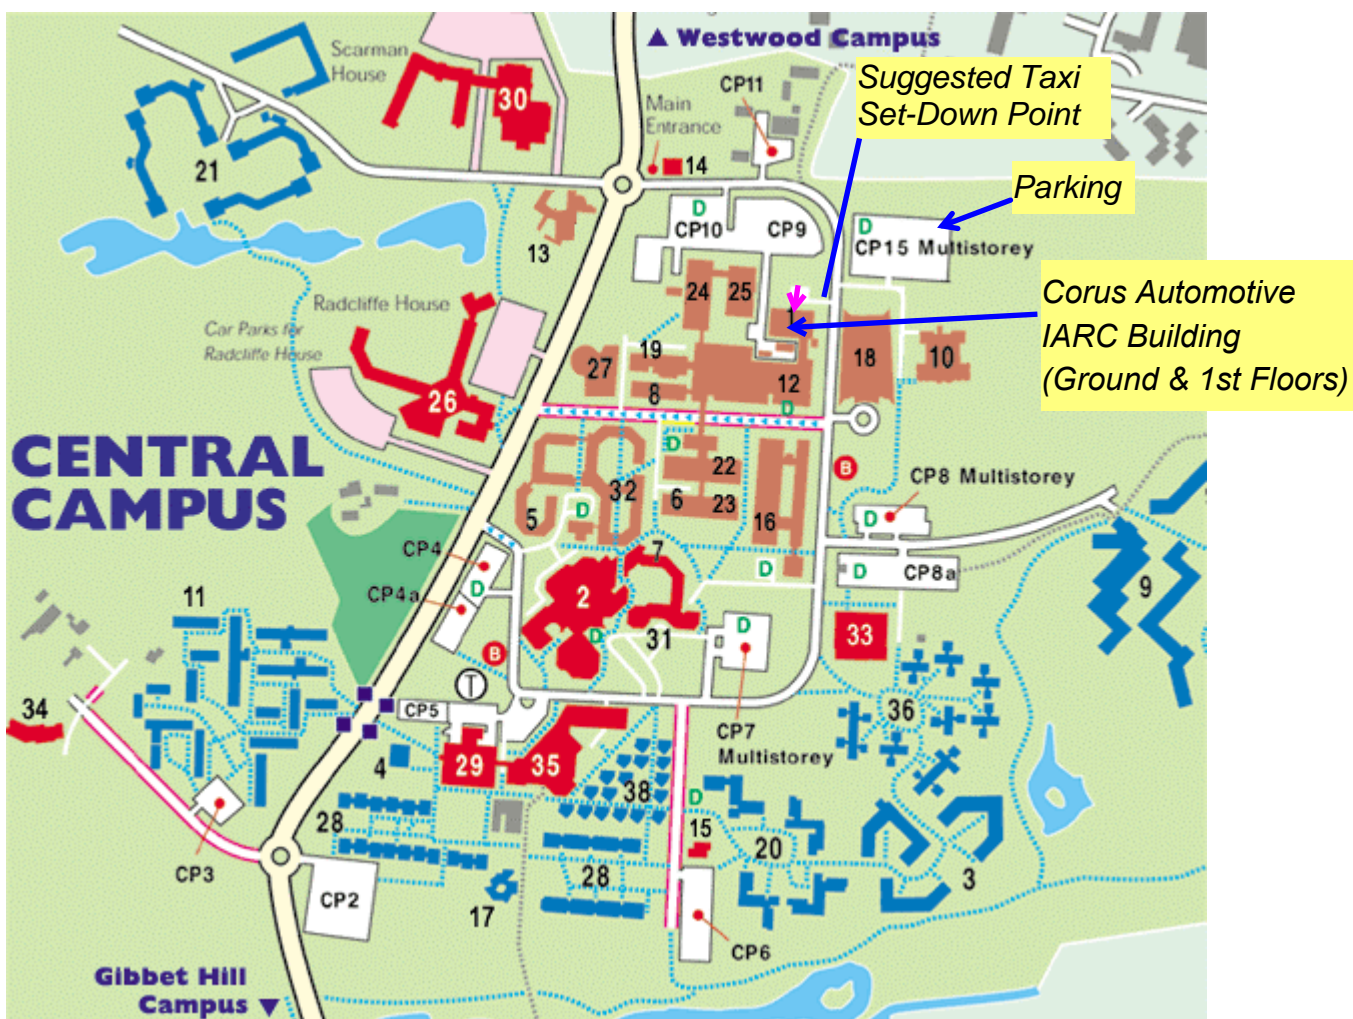 ▲ Westwood Campus
Scarman
House
30
CP11
Suggested Taxi
Set-Down Point
Main
Entrance
14
21
Parking
D
CP10
CP9
D
CP15 Multistorey
13
24
25
1
Corus Automotive
IARC Building
(Ground & 1st Floors)
Radcliffe House
Car Parks for
Radcliffe House
19
27
8
12
18
10
26
D
CENTRAL
CAMPUS
D
22
B
CP8 Multistorey
32
6
23
5
D
16
D
CP4
7
D
D
CP8a
CP4a
D
2
9
11
D
31
D
33
B
T
34
CP5
36
CP7
Multistorey
4
29
35
38
D
28
15
20
CP3
28
3
CP2
17
CP6
Gibbet Hill
Campus ▼